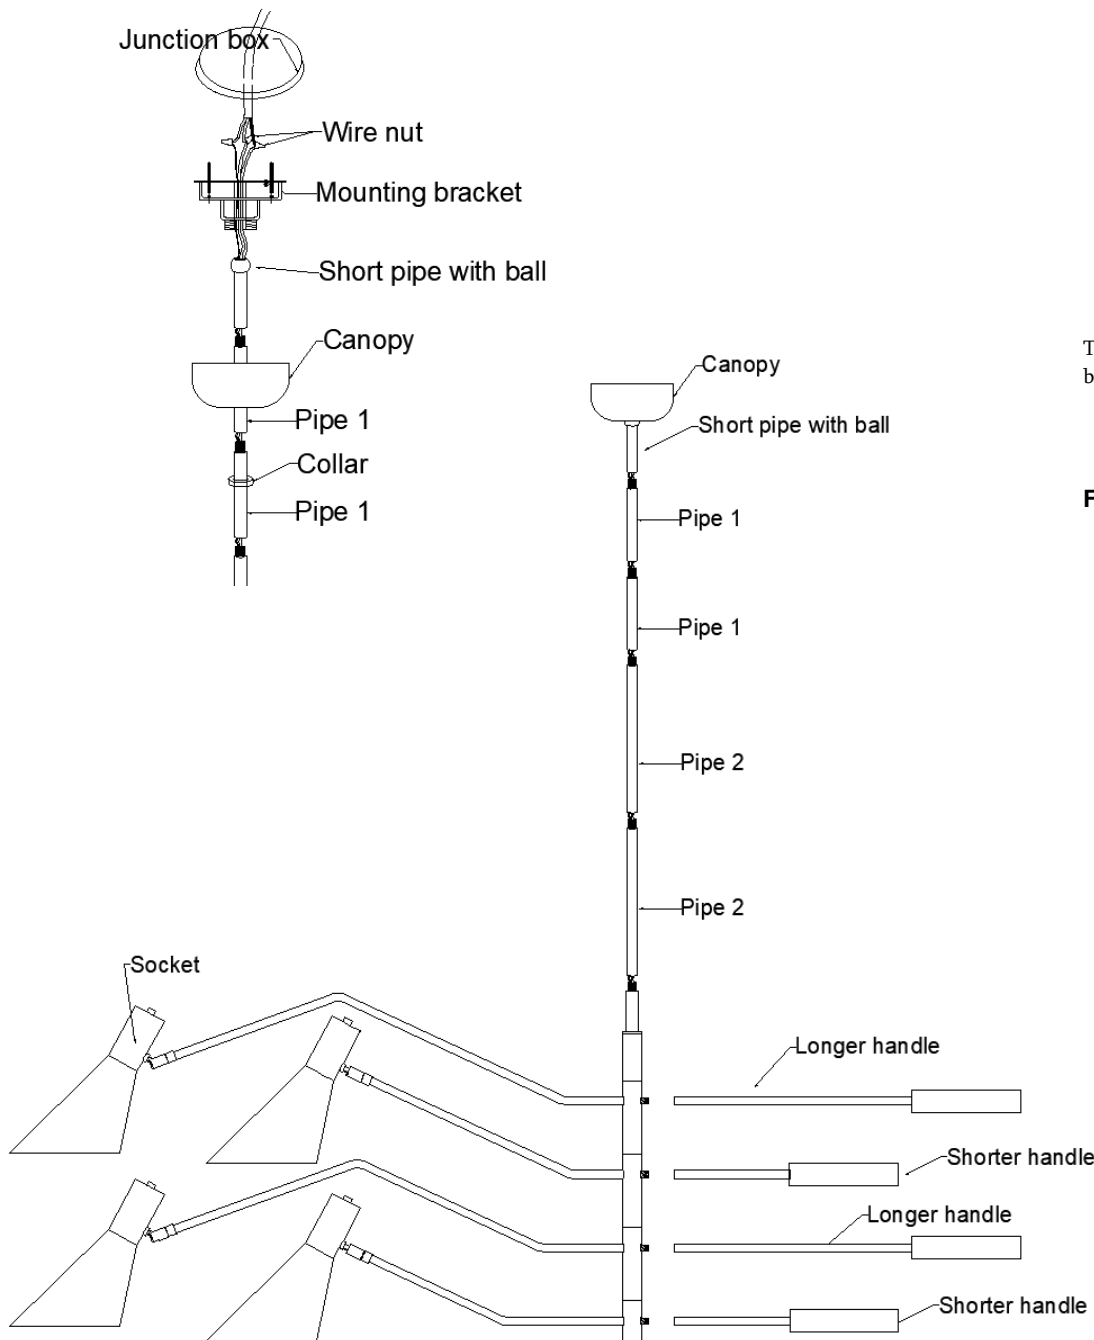 Junction box
Wire nut
Mounting bracket
Short pipe with ball
Canopy
Pipe 1
Collar
Pipe 1
Canopy
Short pipe with ball
Pipe 1
Pipe 1
Pipe 2
Pipe 2
Socket
Longer handle
Shorter handle
Longer handle
Shorter handle
T
b
F